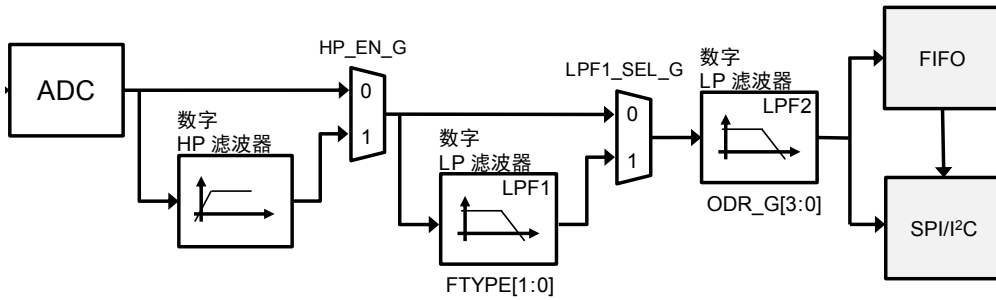 ADC
HP_EN_G
0
1
数字
HP 滤波器
数字
LP 滤波器
LPF1
FTYPE[1:0]
LPF1_SEL_G
0
1
数字
LP 滤波器
LPF2
ODR_G[3:0]
FIFO
SPI/I²C